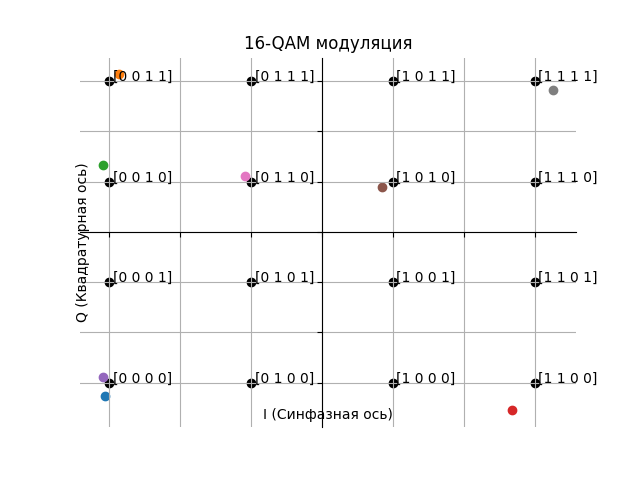 16-QAM модуляция
[0 0 1 1] [0 1 1 1] [1 0 1 1] [1 1 1 1]
[0 0 1 0] [0 1 1 0] [1 0 1 0] [1 1 1 0]
Q (Квадратурная ось)
[0 0 0 1] [0 1 0 1] [1 0 0 1] [1 1 0 1]
[0 0 0 0] [0 1 0 0] [1 0 0 0] [1 1 0 0]
I (Синфазная ось)